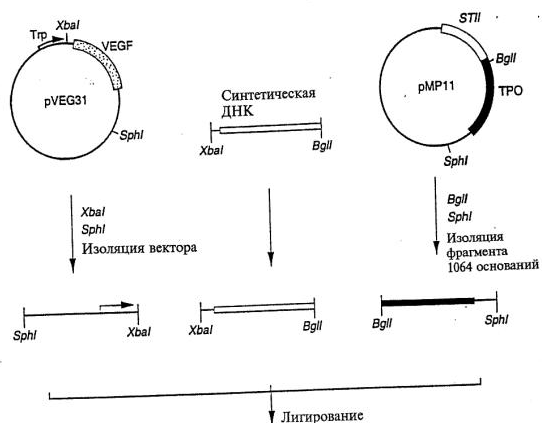 XbaI
Trp
VEGF
pVEG31
SphI
Синтетическая
ДНК
XbaI
BglI
STII
BglI
pMP11
TPO
SphI
XbaI
SphI
Изоляция вектора
BglI
SphI
Изоляция
фрагмента
1064 оснований
SphI
XbaI
XbaI
BglI
BglI
SphI
Лигирование